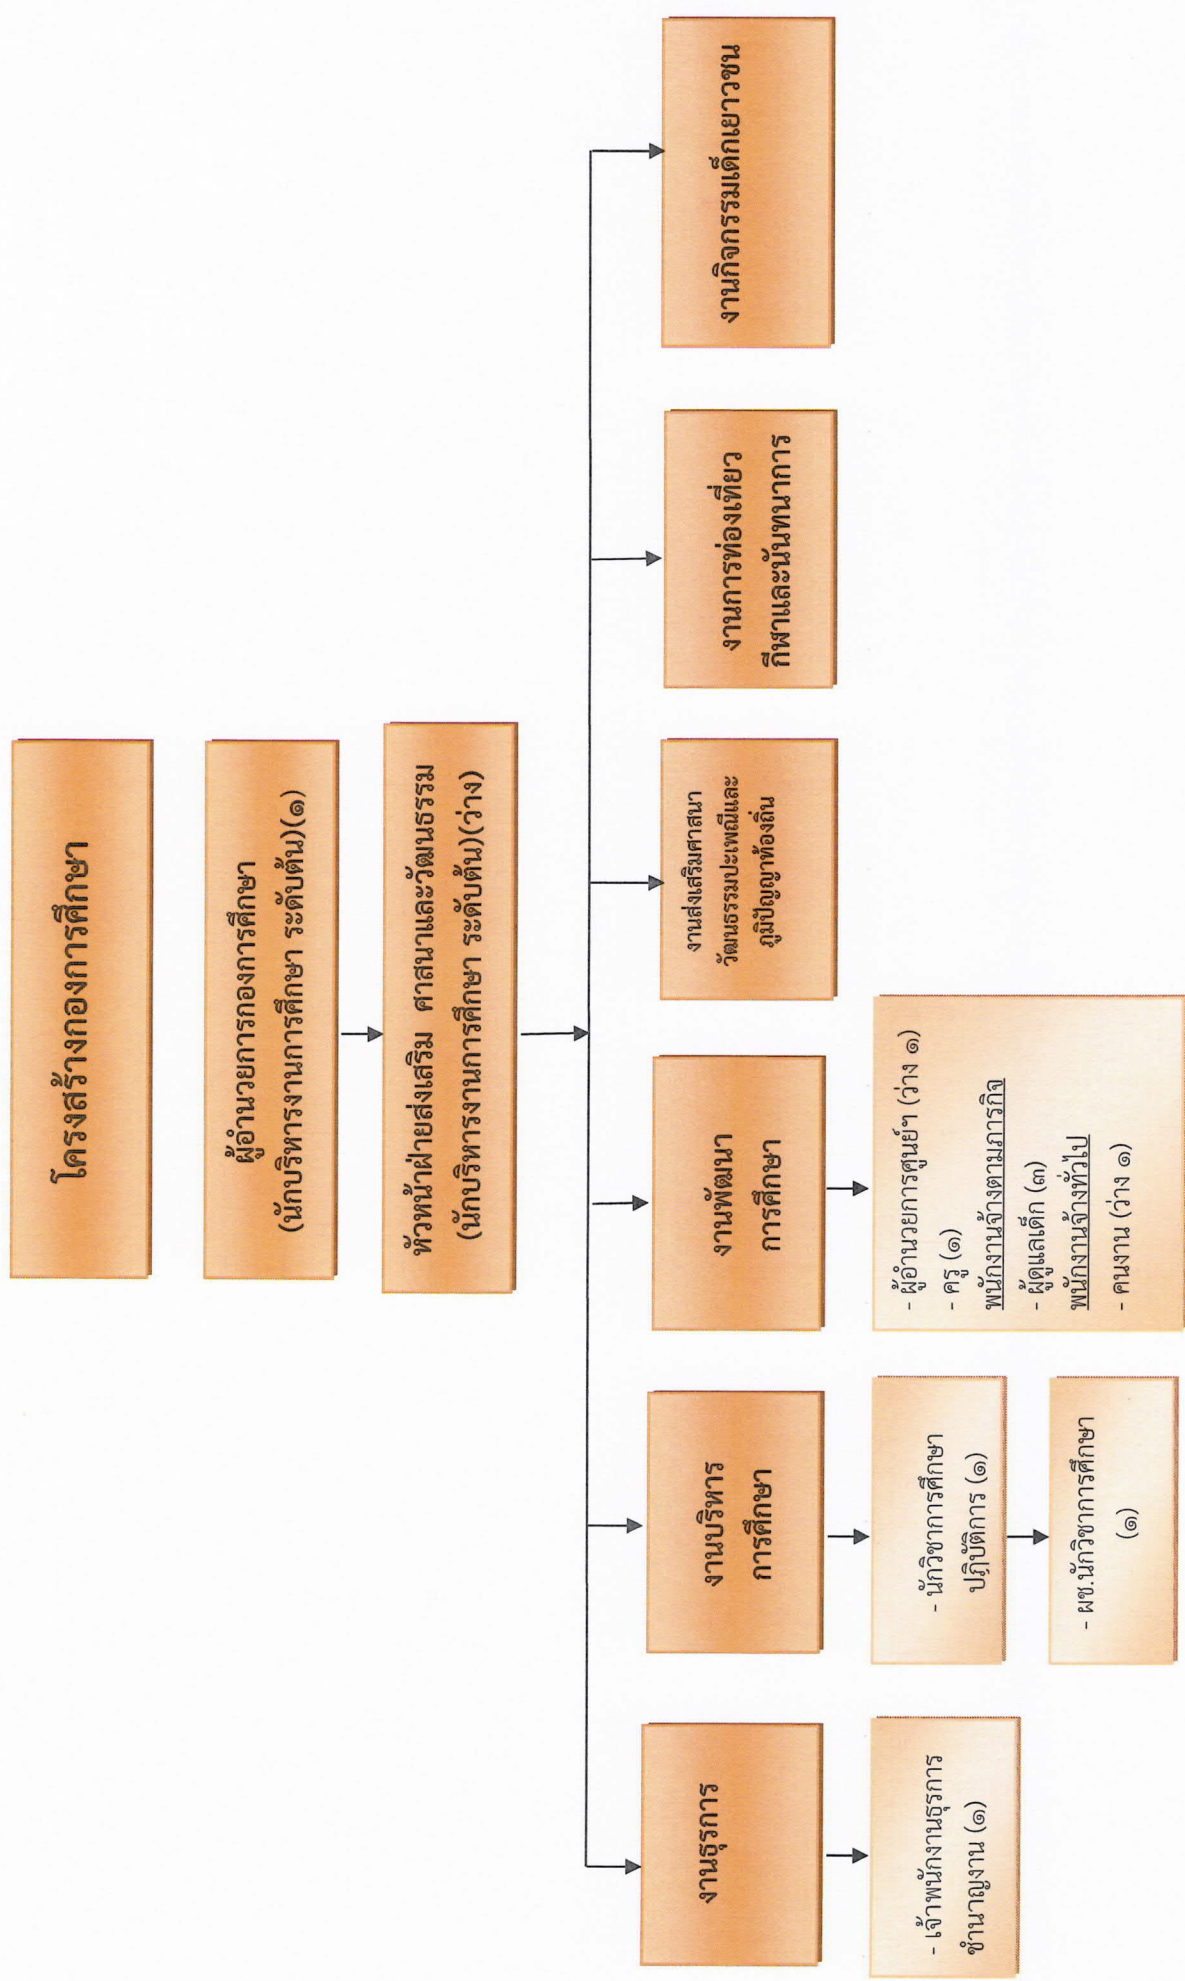 โครงสร้างกองการศึกษา
ผู้อำนวยการกองการศึกษา
(นักบริหารงานการศึกษา ระดับต้น)(๑)
หัวหน้าฝ่ายส่งเสริม ศาสนาและวัฒนธรรม
(นักบริหารงานการศึกษา ระดับต้น)(ว่าง)
งานธุรการ
งานบริหาร
การศึกษา
งานพัฒนา
การศึกษา
งานส่งเสริมศาสนา
วัฒนธรรมประเพณีและ
ภูมิปัญญาท้องถิ่น
งานการท่องเที่ยว
กีฬาและนันทนาการ
งานกิจกรรมเด็กเยาวชน
- เจ้าพนักงานธุรการ
ชำนาญงาน (๑)
- นักวิชาการศึกษา
ปฏิบัติการ (๑)
- ผช.นักวิชาการศึกษา
(๑)
- ผู้อำนวยการศูนย์ฯ (ว่าง ๑)
- ครู (๑)
พนักงานจ้างตามภารกิจ
- ผู้ดูแลเด็ก (๓)
พนักงานจ้างทั่วไป
- คนงาน (ว่าง ๑)